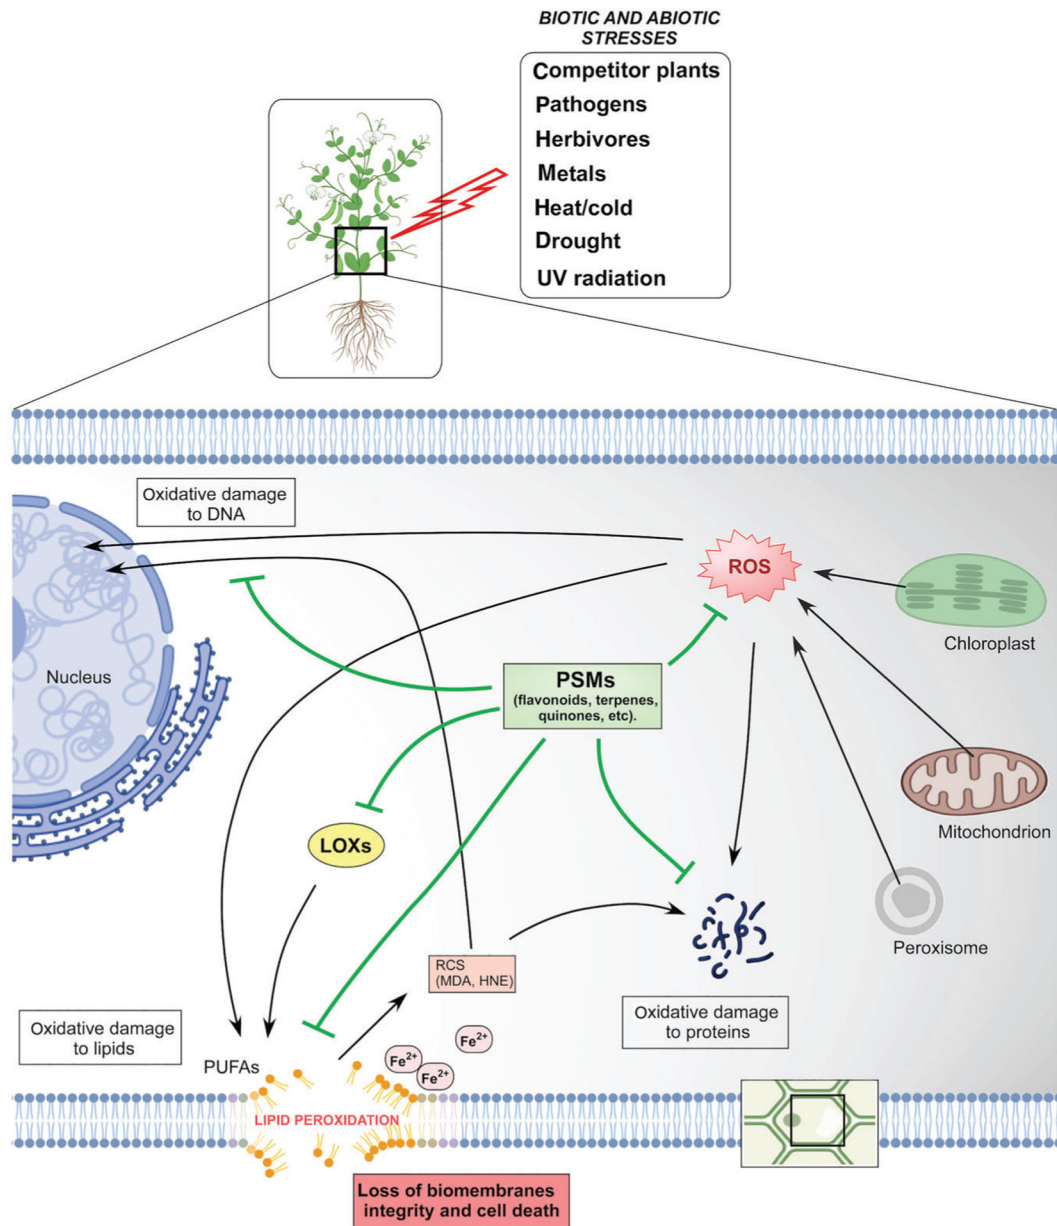 BIOTIC AND ABIOTIC
STRESSES
Competitor plants
Pathogens
Herbivores
Metals
Heat/cold
Drought
UV radiation
Oxidative damage
to DNA
ROS
Chloroplast
Nucleus
PSMs
(flavonoids, terpenes,
quinones, etc).
LOXs
Mitochondrion
Peroxisome
RCS
(MDA, HNE)
Oxidative damage
to proteins
Oxidative damage
to lipids
PUFAs
Fe²⁺
Fe²⁺
Fe²⁺
LIPID PEROXIDATION
Loss of biomembranes
integrity and cell death